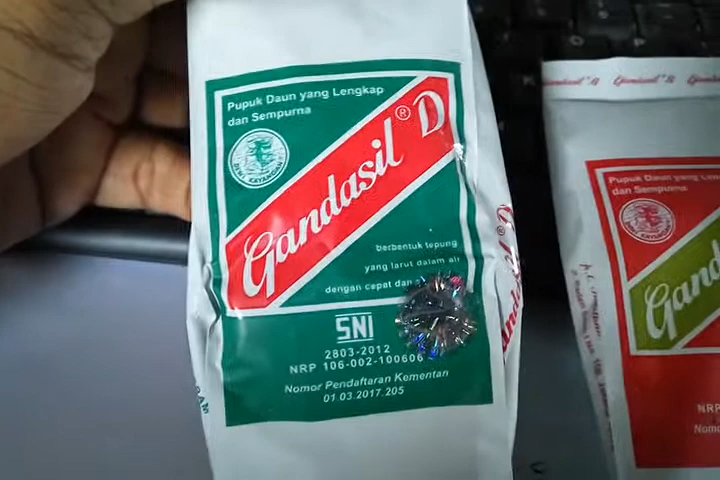 Pupuk Daun yang Lengkap
dan Sempurna
Gandasil® D
berbentuk tepung
yang larut dalam air
dengan cepat dan
SNI
2803-2012
NRP 106-002-100606
Nomor Pendaftaran Kementan
01.03.2017.205
Gandasil B Gandasil B
Pupuk Daun yang
dan Sempurna
Gand
NRP
Nomo